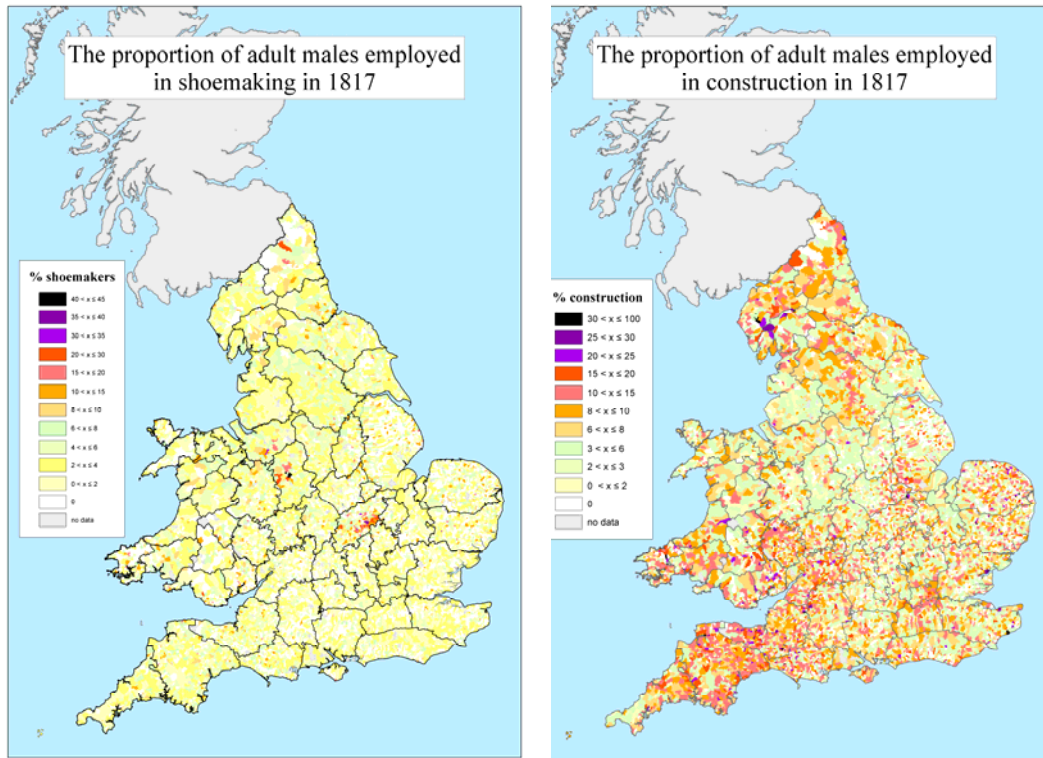 The proportion of adult males employed
in shoemaking in 1817
% shoemakers
40 < x ≤ 45
35 < x ≤ 40
30 < x ≤ 35
20 < x ≤ 30
15 < x ≤ 20
10 < x ≤ 15
8 < x ≤ 10
6 < x ≤ 8
4 < x ≤ 6
2 < x ≤ 4
0 < x ≤ 2
0
no data
The proportion of adult males employed
in construction in 1817
% construction
30 < x ≤ 100
25 < x ≤ 30
20 < x ≤ 25
15 < x ≤ 20
10 < x ≤ 15
8 < x ≤ 10
6 < x ≤ 8
3 < x ≤ 6
2 < x ≤ 3
0 < x ≤ 2
0
no data